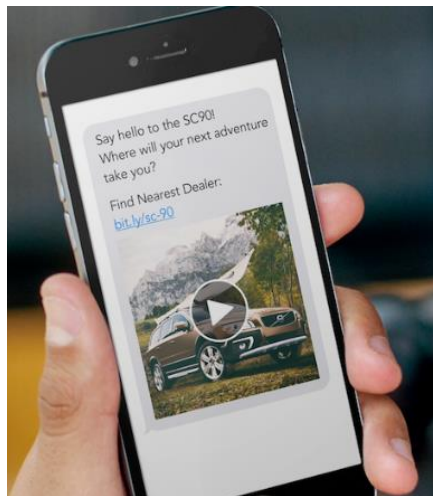 Say hello to the SC90!
Where will your next adventure
take you?
Find Nearest Dealer:
bit.ly/sc-90